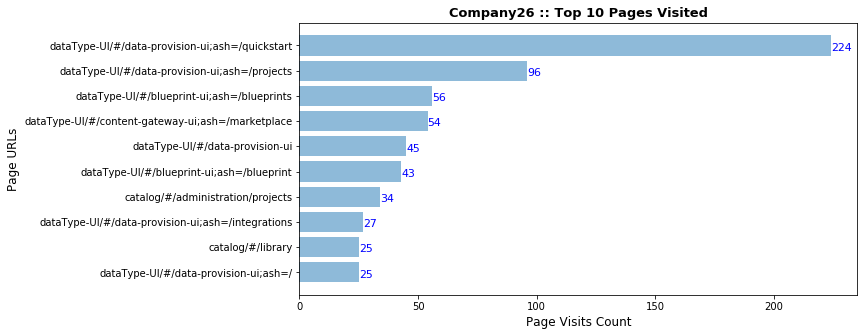 Company26 :: Top 10 Pages Visited
Page URLs
dataType-UI/#/data-provision-ui;ash=/quickstart 224
dataType-UI/#/data-provision-ui;ash=/projects 96
dataType-UI/#/blueprint-ui;ash=/blueprints 56
dataType-UI/#/content-gateway-ui;ash=/marketplace 54
dataType-UI/#/data-provision-ui 45
dataType-UI/#/blueprint-ui;ash=/blueprint 43
catalog/#/administration/projects 34
dataType-UI/#/data-provision-ui;ash=/integrations 27
catalog/#/library 25
dataType-UI/#/data-provision-ui;ash=/ 25
0 50 100 150 200
Page Visits Count